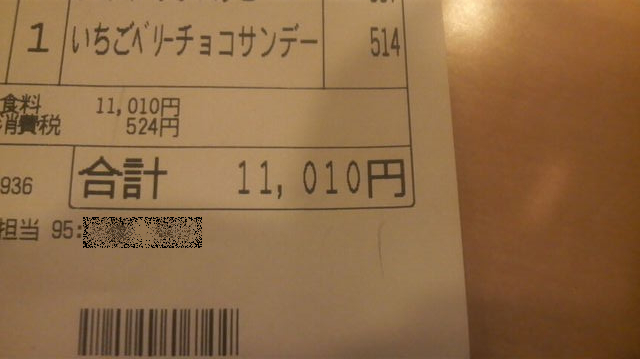 1 いちごベリーチョコサンデー 514
食料 11,010円
消費税 524円
936 合計 11,010円
担当 95: